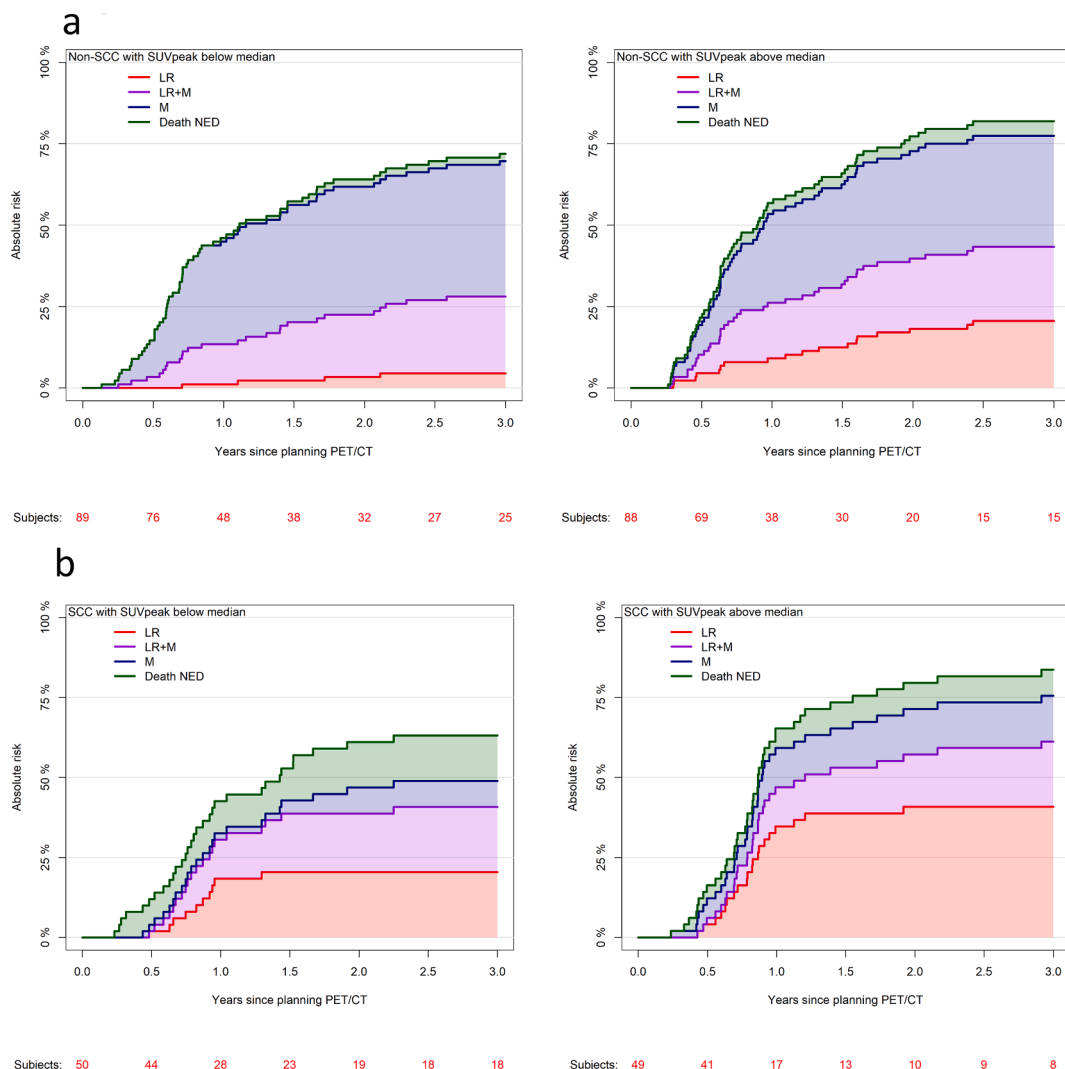 a
Non-SCC with SUVpeak below median
LR
LR+M
M
Death NED
Absolute risk
0 %
25 %
50 %
75 %
100 %
0.0 0.5 1.0 1.5 2.0 2.5 3.0
Years since planning PET/CT
Subjects: 89 76 48 38 32 27 25
Non-SCC with SUVpeak above median
LR
LR+M
M
Death NED
Absolute risk
0 %
25 %
50 %
75 %
100 %
0.0 0.5 1.0 1.5 2.0 2.5 3.0
Years since planning PET/CT
Subjects: 88 69 38 30 20 15 15
b
SCC with SUVpeak below median
LR
LR+M
M
Death NED
Absolute risk
0 %
25 %
50 %
75 %
100 %
0.0 0.5 1.0 1.5 2.0 2.5 3.0
Years since planning PET/CT
Subjects: 50 44 28 23 19 18 18
SCC with SUVpeak above median
LR
LR+M
M
Death NED
Absolute risk
0 %
25 %
50 %
75 %
100 %
0.0 0.5 1.0 1.5 2.0 2.5 3.0
Years since planning PET/CT
Subjects: 49 41 17 13 10 9 8